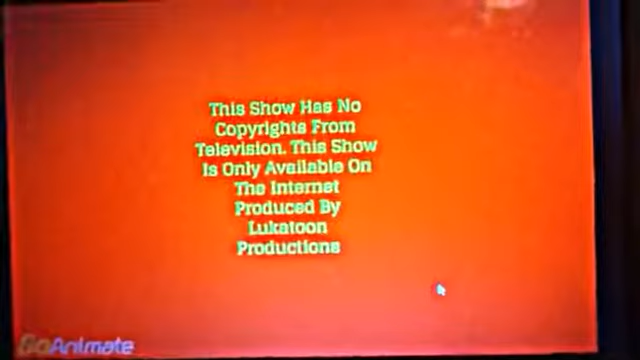 This Show Has No
Copyrights From
Television. This Show
Is Only Available On
The Internet
Produced By
Lukatoon
Productions
GoAnimate